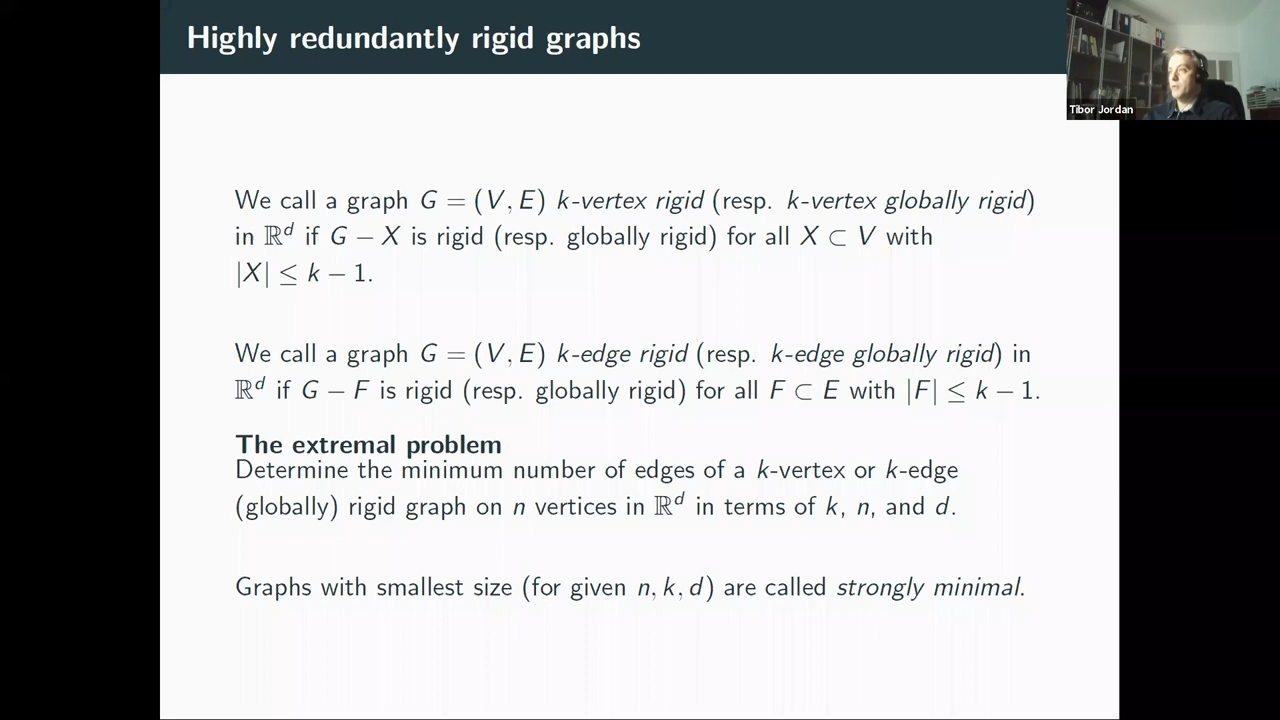 Highly redundantly rigid graphs
Tibor Jordan
We call a graph G = (V, E) k-vertex rigid (resp. k-vertex globally rigid)
in ℝᵈ if G − X is rigid (resp. globally rigid) for all X ⊂ V with
|X| ≤ k − 1.
We call a graph G = (V, E) k-edge rigid (resp. k-edge globally rigid) in
ℝᵈ if G − F is rigid (resp. globally rigid) for all F ⊂ E with |F| ≤ k − 1.
The extremal problem
Determine the minimum number of edges of a k-vertex or k-edge
(globally) rigid graph on n vertices in ℝᵈ in terms of k, n, and d.
Graphs with smallest size (for given n, k, d) are called strongly minimal.